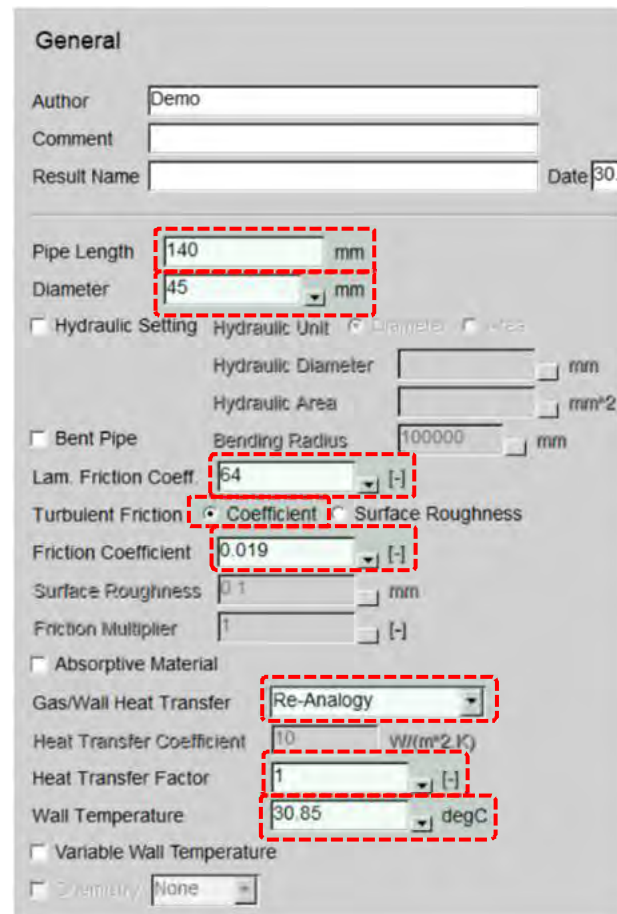 General
Author Demo
Comment
Result Name Date 30.
Pipe Length 140 mm
Diameter 45 mm
Hydraulic Setting Hydraulic Unit Diameter Area
Hydraulic Diameter mm
Hydraulic Area mm^2
Bent Pipe Bending Radius 100000 mm
Lam. Friction Coeff. 64 [-]
Turbulent Friction Coefficient Surface Roughness
Friction Coefficient 0.019 [-]
Surface Roughness 0.1 mm
Friction Multiplier 1 [-]
Absorptive Material
Gas/Wall Heat Transfer Re-Analogy
Heat Transfer Coefficient 10 W/(m^2.K)
Heat Transfer Factor 1 [-]
Wall Temperature 30.85 degC
Variable Wall Temperature
Chemistry None